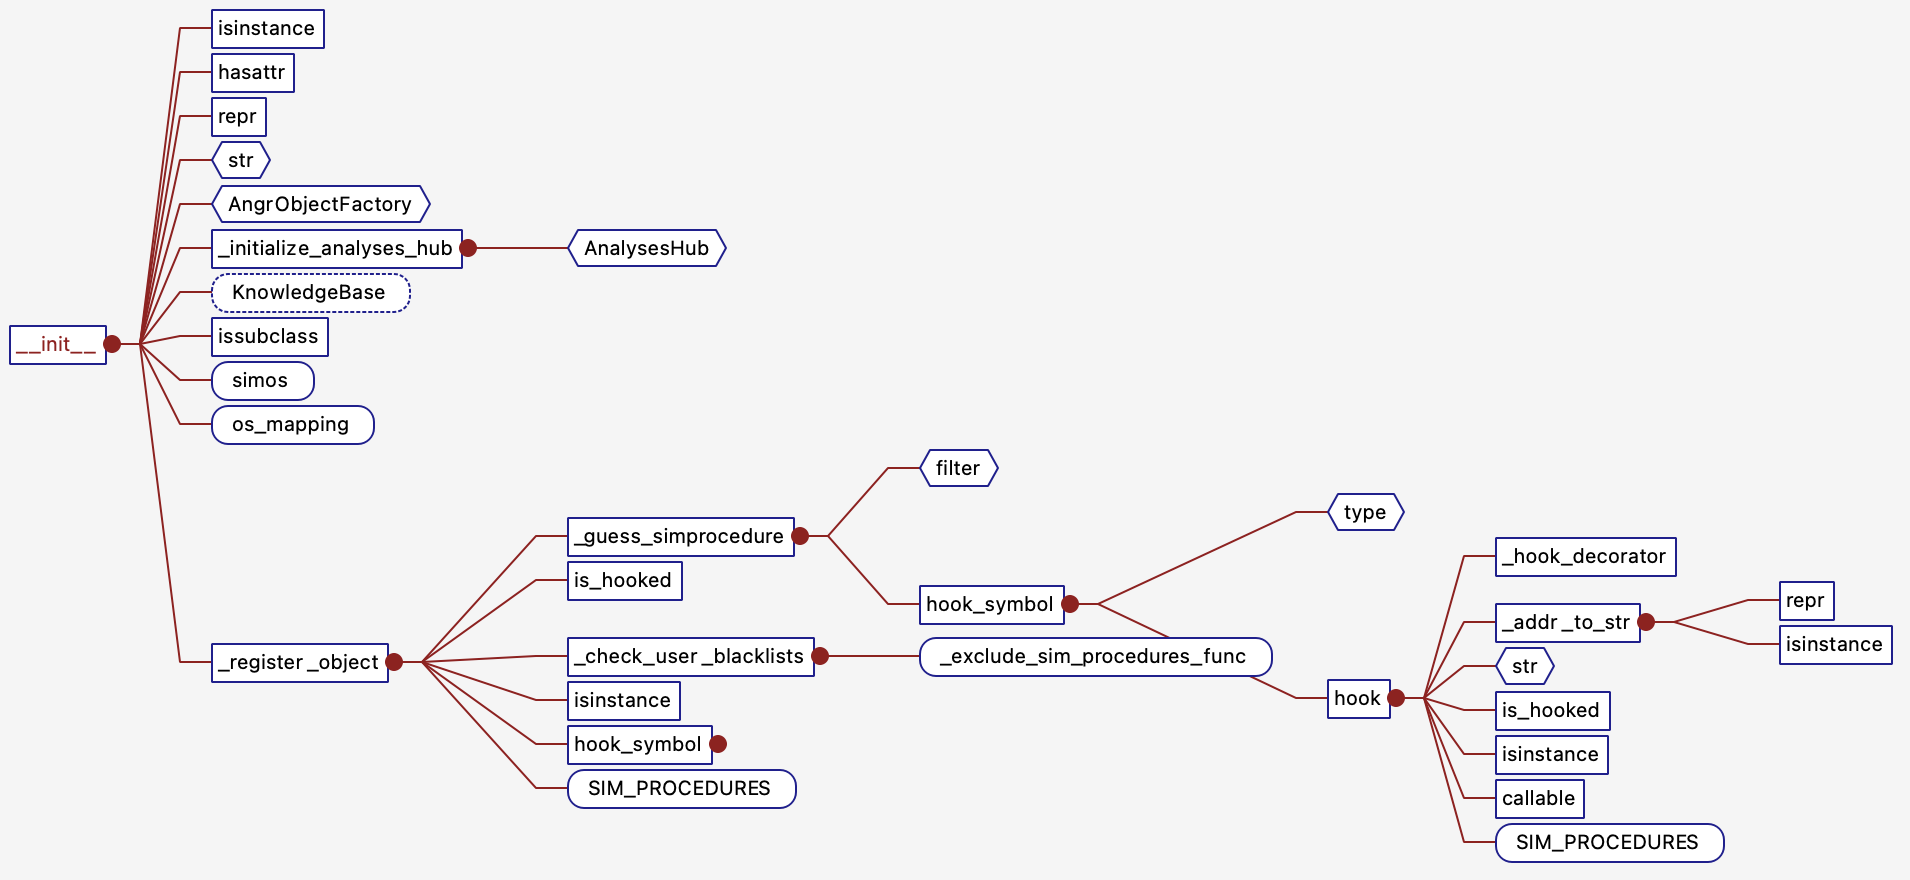 isinstance
hasattr
repr
str
AngrObjectFactory
_initialize_analyses_hub
AnalysesHub
KnowledgeBase
__init__
issubclass
simos
os_mapping
filter
type
_guess_simprocedure
_hook_decorator
is_hooked
repr
hook_symbol
_addr_to_str
isinstance
_register_object
_check_user_blacklists
_exclude_sim_procedures_func
str
isinstance
hook
is_hooked
hook_symbol
isinstance
SIM_PROCEDURES
callable
SIM_PROCEDURES